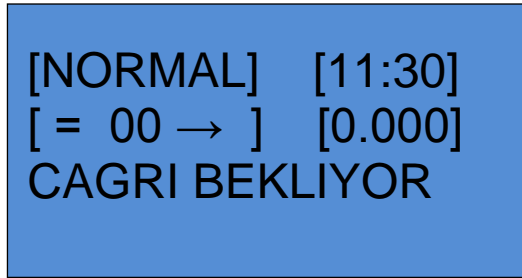 [NORMAL] [11:30]
[ = 00 → ] [0.000]
CAGRI BEKLIYOR